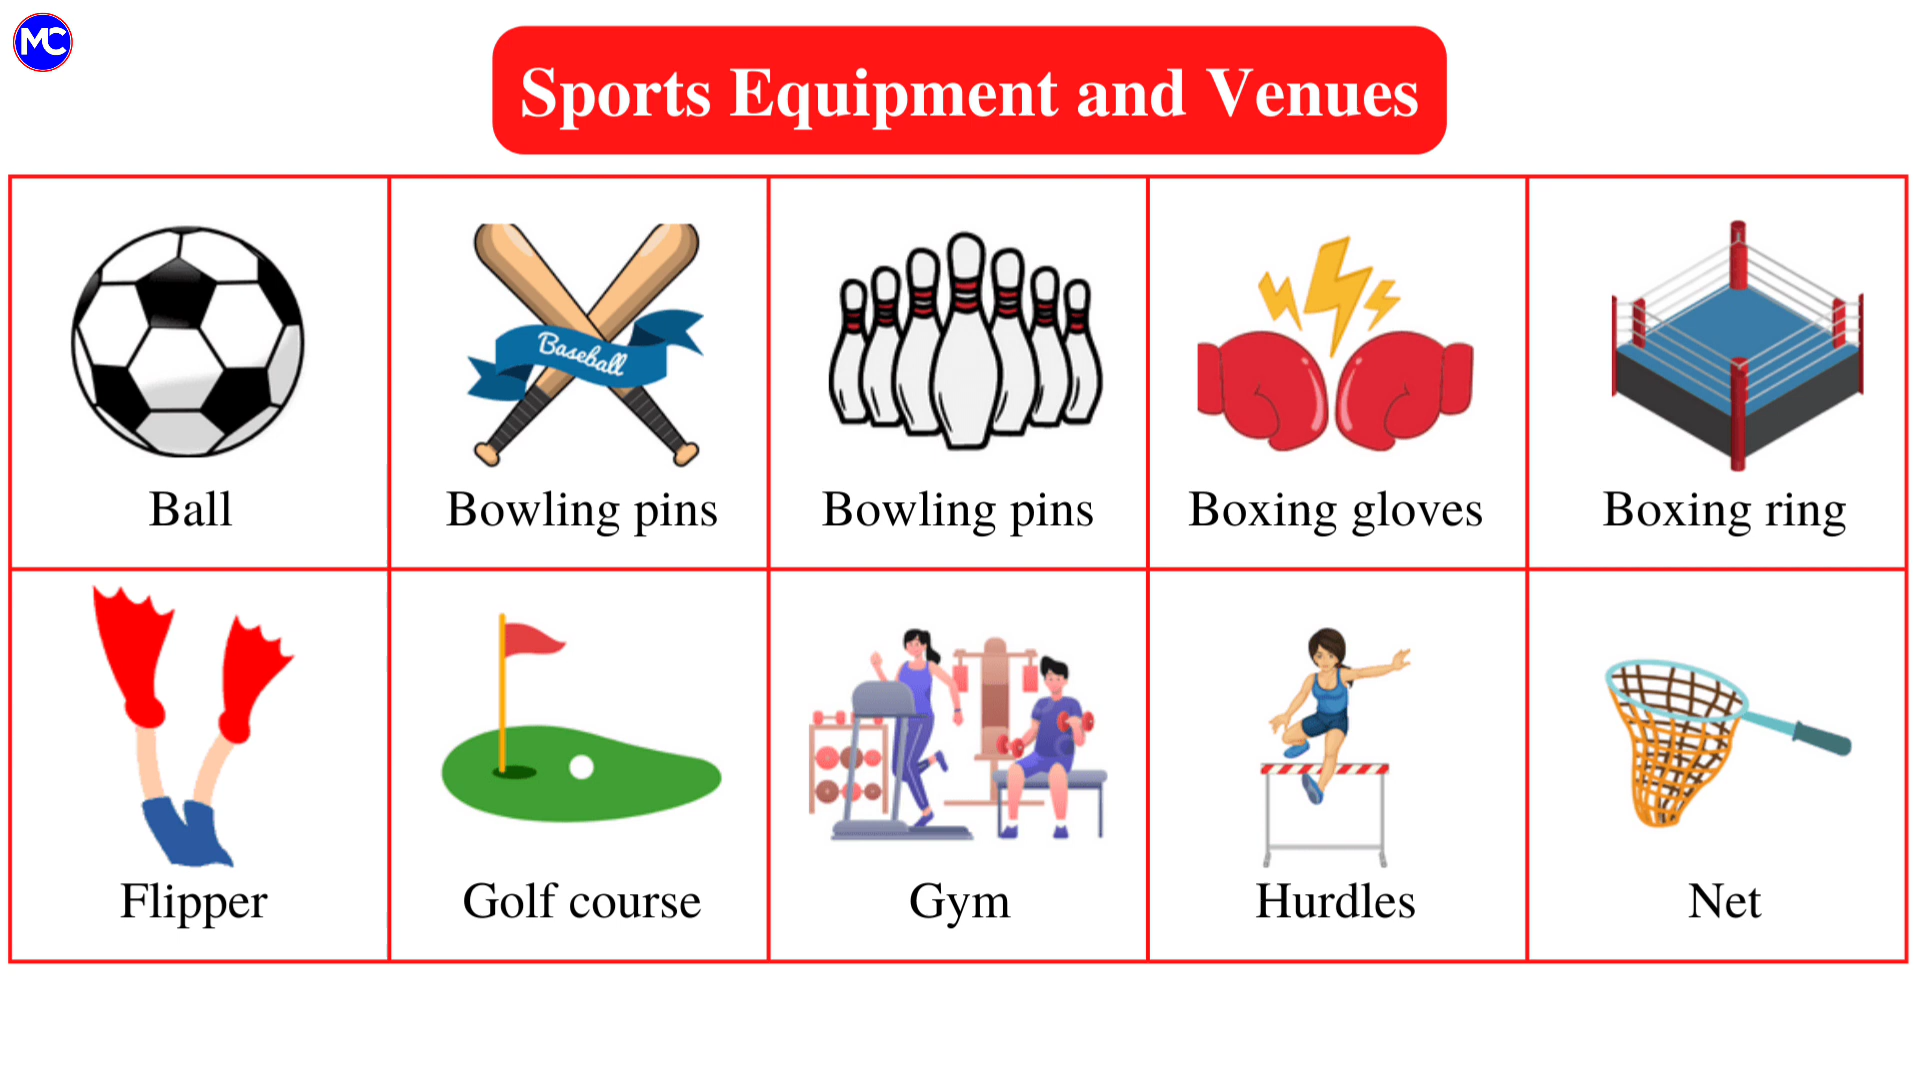 MC
Sports Equipment and Venues
Baseball
Ball
Bowling pins
Bowling pins
Boxing gloves
Boxing ring
Flipper
Golf course
Gym
Hurdles
Net